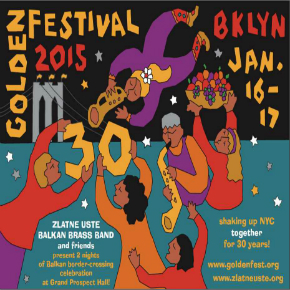 GOLDEN
FESTIVAL
2015
BKLYN
JAN.
16-
17
30
ZLATNE USTE
BALKAN BRASS BAND
and friends
present 2 nights
of Balkan border-crossing
celebration
at Grand Prospect Hall!
shaking up NYC
together
for 30 years!
www.goldenfest.org
www.zlatneuste.org